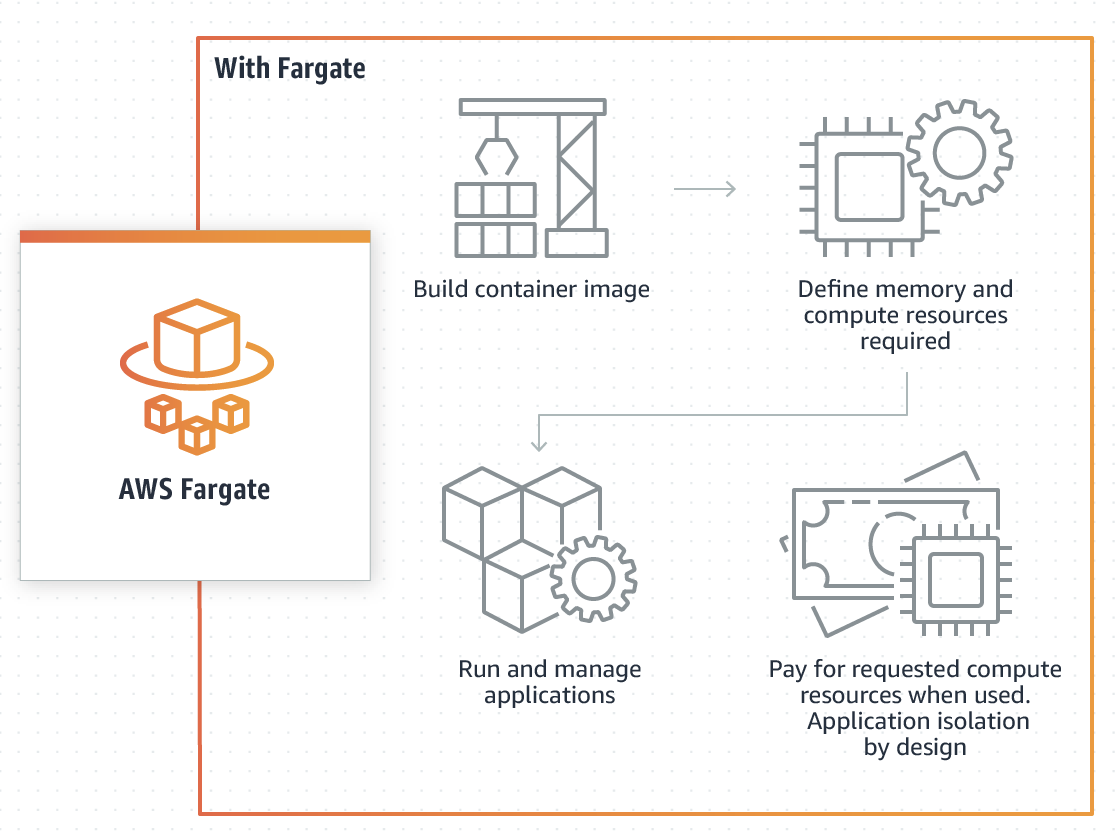 With Fargate
Build container image
Define memory and
compute resources
required
AWS Fargate
Run and manage
applications
Pay for requested compute
resources when used.
Application isolation
by design